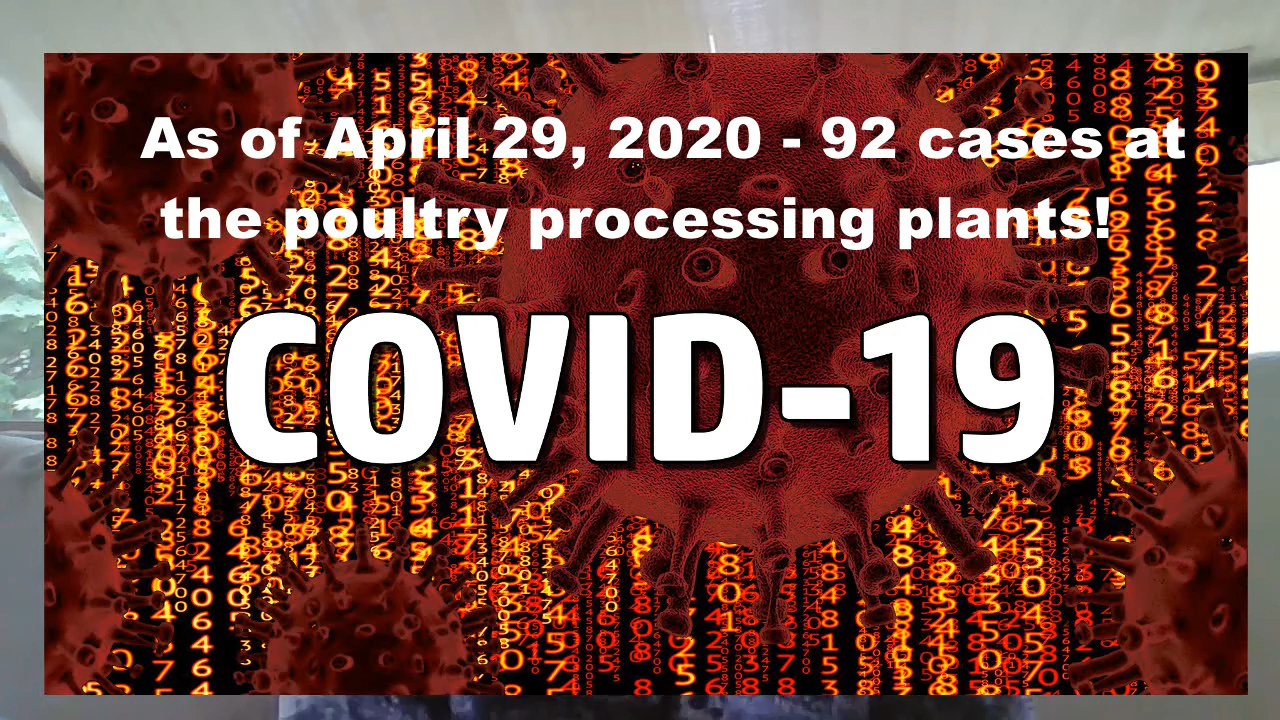 As of April 29, 2020 - 92 cases at
the poultry processing plants!
COVID-19